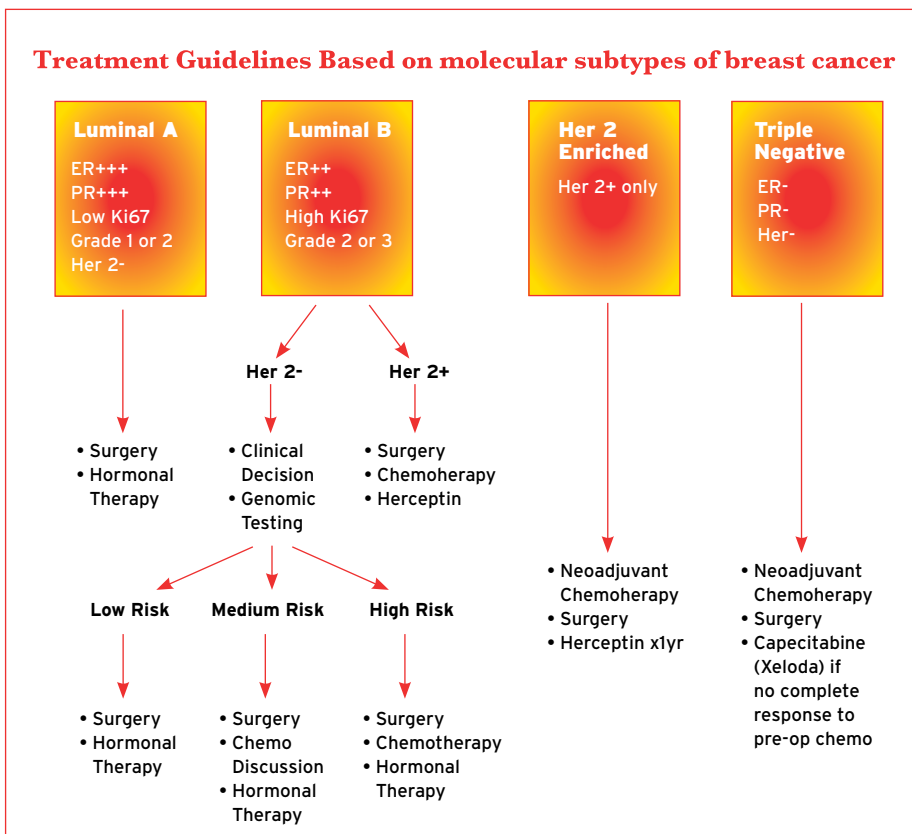 Treatment Guidelines Based on molecular subtypes of breast cancer
Luminal A
ER+++
PR+++
Low Ki67
Grade 1 or 2
Her 2-
Luminal B
ER++
PR++
High Ki67
Grade 2 or 3
Her 2
Enriched
Her 2+ only
Triple
Negative
ER-
PR-
Her-
Her 2-
Her 2+
• Surgery
• Hormonal
Therapy
• Clinical
Decision
• Genomic
Testing
• Surgery
• Chemoherapy
• Herceptin
Low Risk
Medium Risk
High Risk
• Surgery
• Hormonal
Therapy
• Surgery
• Chemo
Discussion
• Hormonal
Therapy
• Surgery
• Chemotherapy
• Hormonal
Therapy
• Neoadjuvant
Chemoherapy
• Surgery
• Herceptin x1yr
• Neoadjuvant
Chemoherapy
• Surgery
• Capecitabine
(Xeloda) if
no complete
response to
pre-op chemo